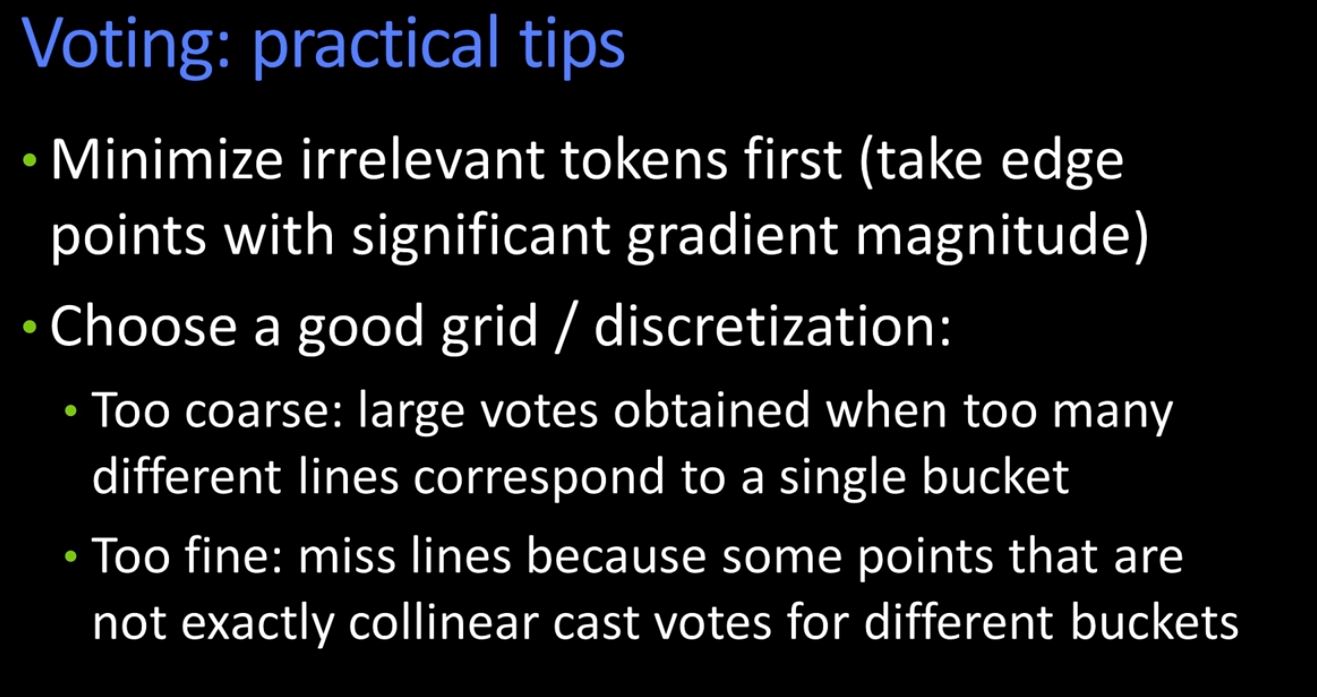 Voting: practical tips
• Minimize irrelevant tokens first (take edge
points with significant gradient magnitude)
• Choose a good grid / discretization:
• Too coarse: large votes obtained when too many
different lines correspond to a single bucket
• Too fine: miss lines because some points that are
not exactly collinear cast votes for different buckets